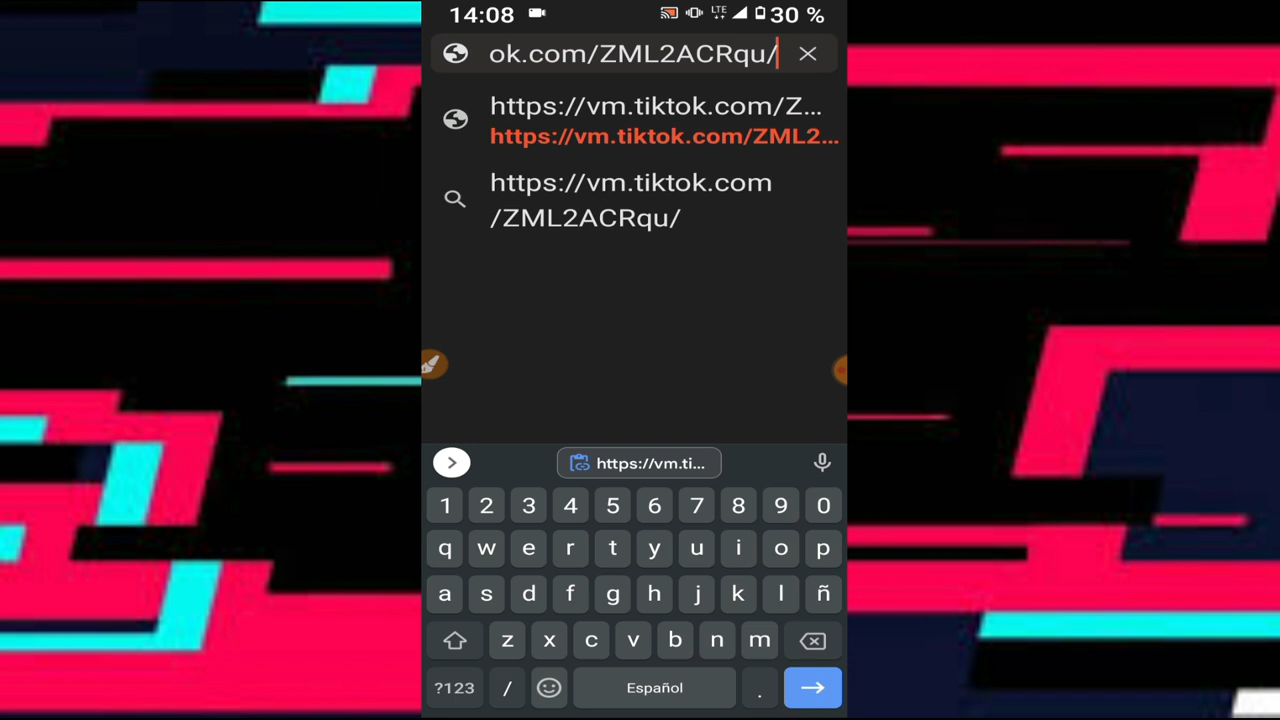 14:08 LTE 30 %
ok.com/ZML2ACRqu/
https://vm.tiktok.com/Z...
https://vm.tiktok.com/ZML2...
https://vm.tiktok.com
/ZML2ACRqu/
https://vm.ti...
1 2 3 4 5 6 7 8 9 0
q w e r t y u i o p
a s d f g h j k l ñ
z x c v b n m
?123 / Español .